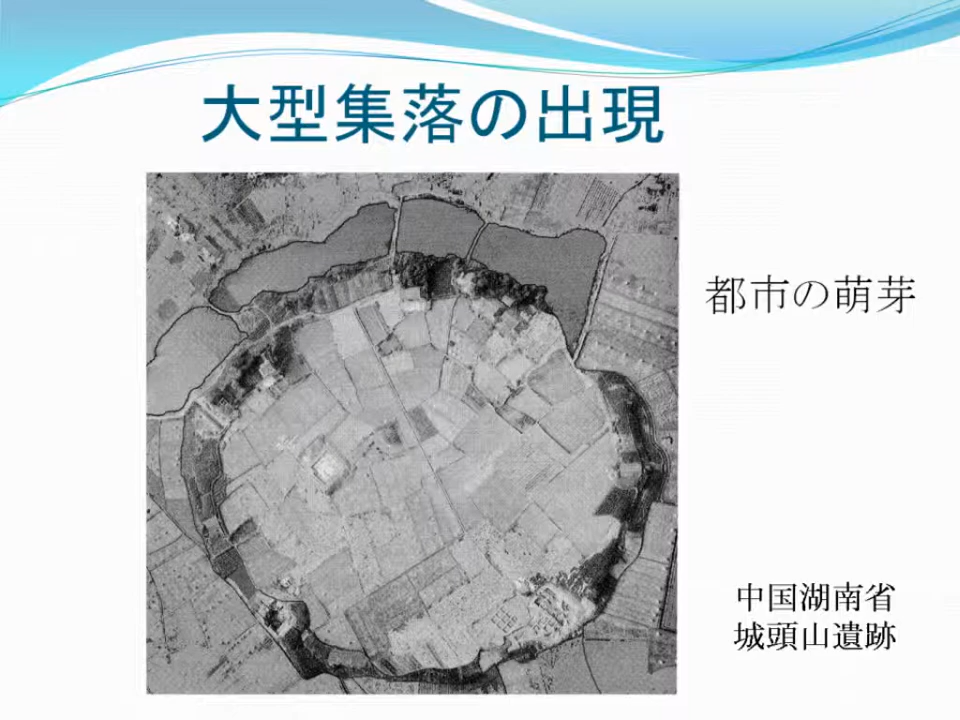 大型集落の出現
都市の萌芽
中国湖南省
城頭山遺跡